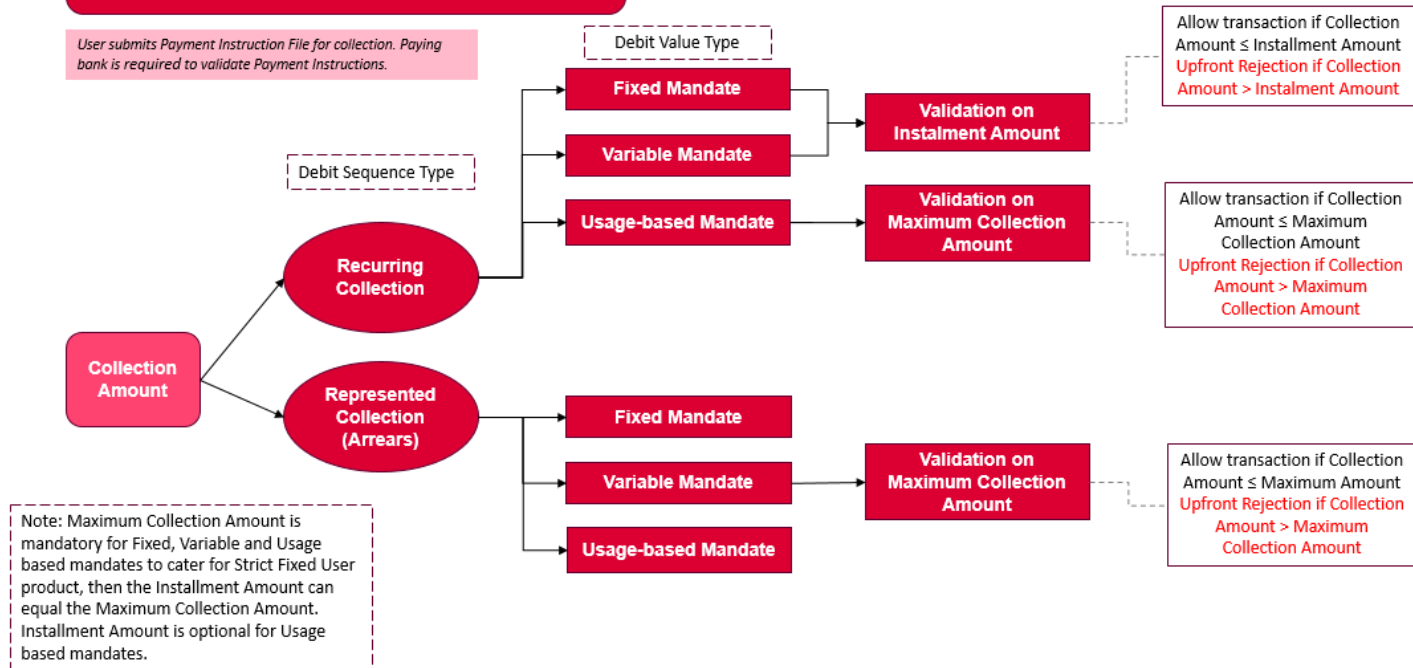 User submits Payment Instruction File for collection. Paying
bank is required to validate Payment Instructions.
Debit Value Type
Allow transaction if Collection
Amount ≤ Installment Amount
Upfront Rejection if Collection
Amount > Instalment Amount
Fixed Mandate
Validation on
Instalment Amount
Variable Mandate
Debit Sequence Type
Usage-based Mandate
Validation on
Maximum Collection
Amount
Allow transaction if Collection
Amount ≤ Maximum
Collection Amount
Upfront Rejection if Collection
Amount > Maximum
Collection Amount
Recurring
Collection
Collection
Amount
Represented
Collection
(Arrears)
Fixed Mandate
Variable Mandate
Validation on
Maximum Collection
Amount
Usage-based Mandate
Allow transaction if Collection
Amount ≤ Maximum Amount
Upfront Rejection if Collection
Amount > Maximum
Collection Amount
Note: Maximum Collection Amount is
mandatory for Fixed, Variable and Usage
based mandates to cater for Strict Fixed User
product, then the Installment Amount can
equal the Maximum Collection Amount.
Installment Amount is optional for Usage
based mandates.